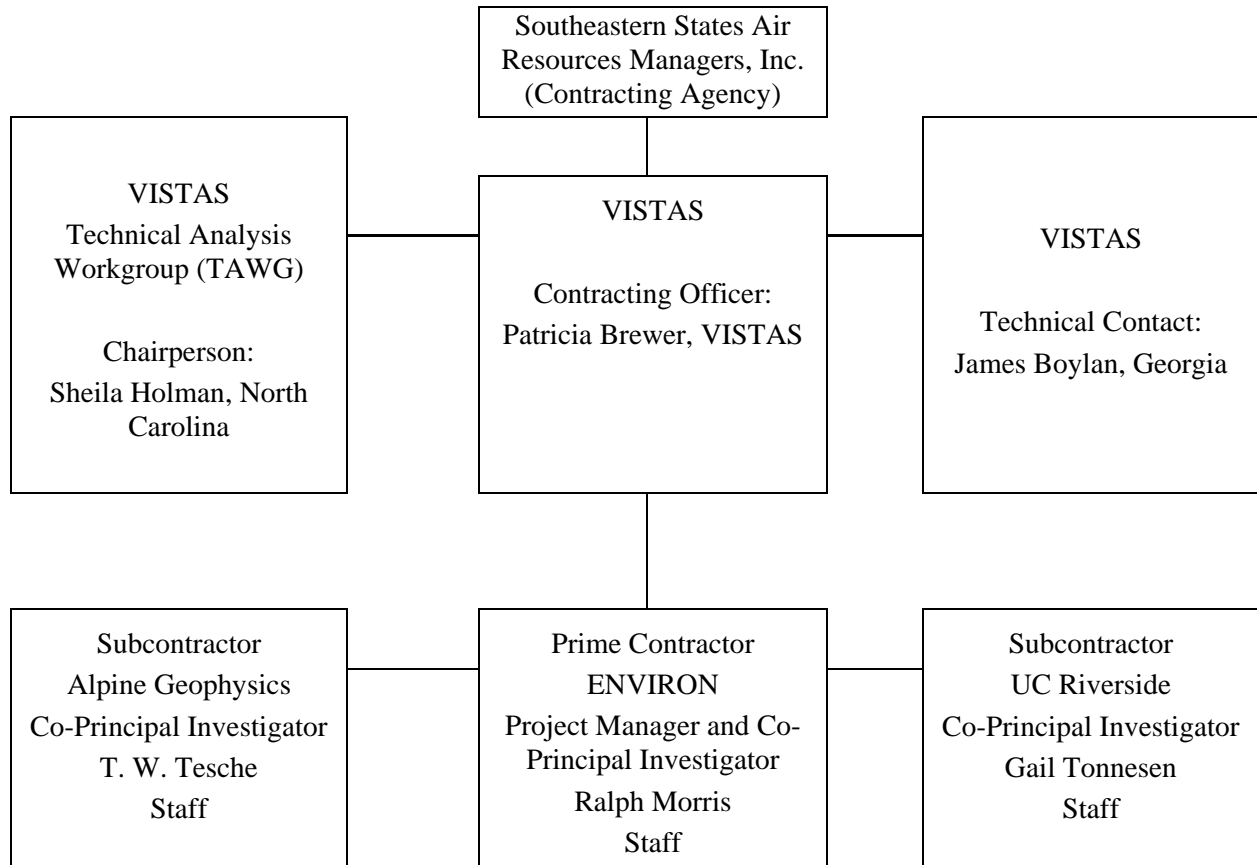 Southeastern States Air
Resources Managers, Inc.
(Contracting Agency)
VISTAS
Technical Analysis
Workgroup (TAWG)
Chairperson:
Sheila Holman, North
Carolina
VISTAS
Contracting Officer:
Patricia Brewer, VISTAS
VISTAS
Technical Contact:
James Boylan, Georgia
Subcontractor
Alpine Geophysics
Co-Principal Investigator
T. W. Tesche
Staff
Prime Contractor
ENVIRON
Project Manager and Co-
Principal Investigator
Ralph Morris
Staff
Subcontractor
UC Riverside
Co-Principal Investigator
Gail Tonnesen
Staff